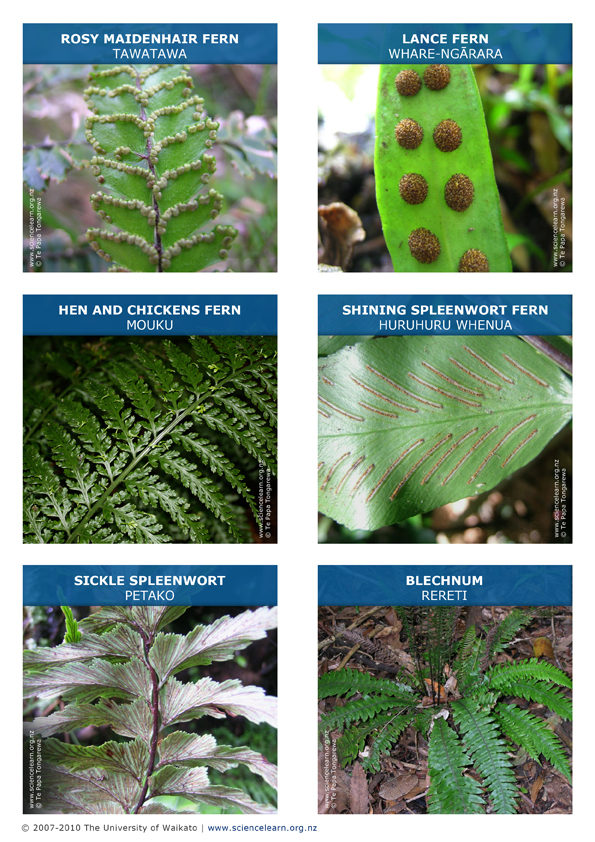 ROSY MAIDENHAIR FERN
TAWATAWA
www.sciencelearn.org.nz
© Te Papa Tongarewa
LANCE FERN
WHARE-NGĀRARA
www.sciencelearn.org.nz
© Te Papa Tongarewa
HEN AND CHICKENS FERN
MOUKU
www.sciencelearn.org.nz
© Te Papa Tongarewa
SHINING SPLEENWORT FERN
HURUHURU WHENUA
www.sciencelearn.org.nz
© Te Papa Tongarewa
SICKLE SPLEENWORT
PETAKO
www.sciencelearn.org.nz
© Te Papa Tongarewa
BLECHNUM
RERETI
www.sciencelearn.org.nz
© Te Papa Tongarewa
© 2007-2010 The University of Waikato | www.sciencelearn.org.nz